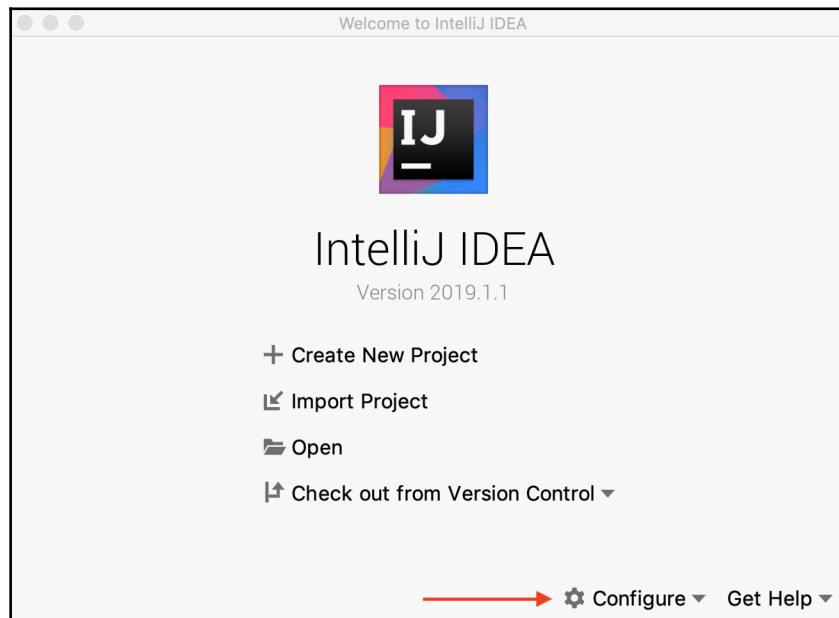 Welcome to IntelliJ IDEA
IJ
IntelliJ IDEA
Version 2019.1.1
Create New Project
Import Project
Open
Check out from Version Control
Configure Get Help